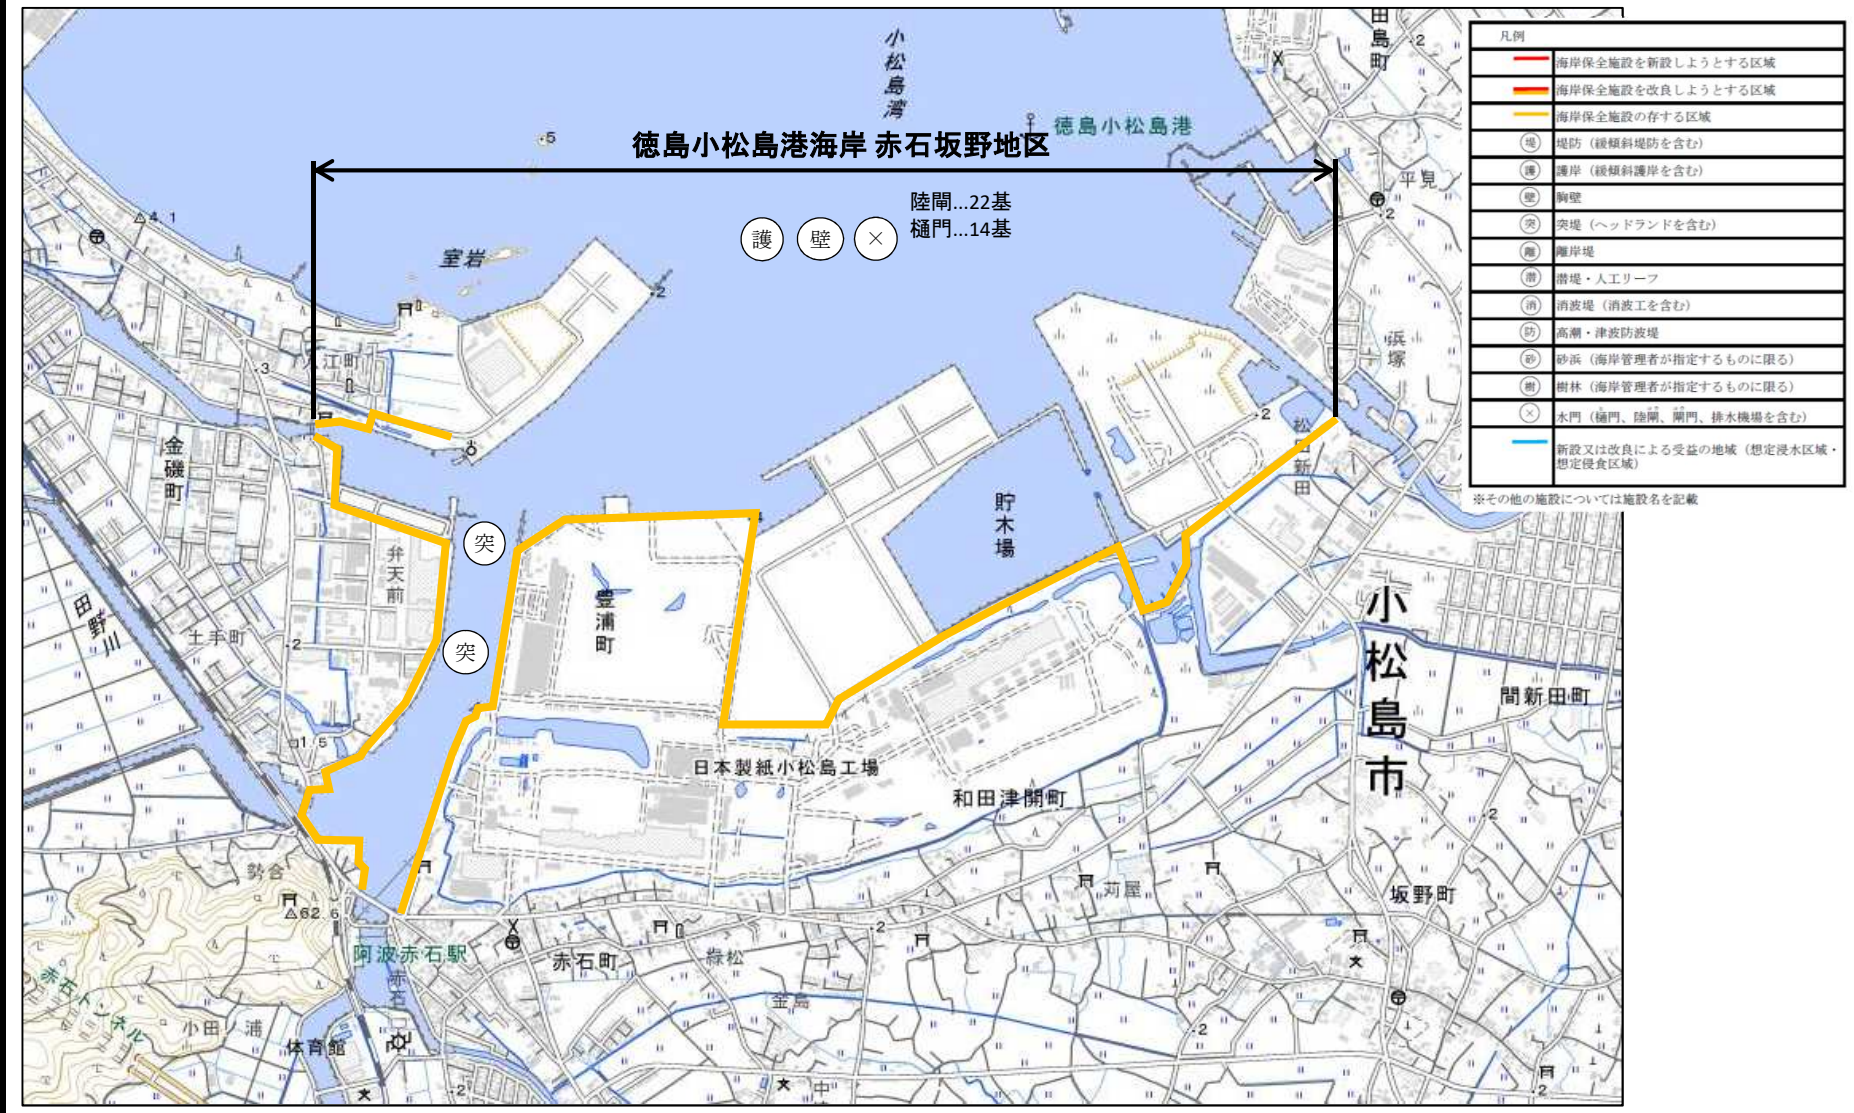 徳島小松島港海岸 赤石坂野地区
陸閘…22基
樋門…14基
護 壁 ×
突
突
小松島湾
徳島小松島港
田島町
平見
室岩
入江町
浜塚
松田新田
金磯町
貯木場
弁天前
豊浦町
田野川
土手町
小松島市
間新田町
日本製紙小松島工場
和田津開町
勢合
苅屋
坂野町
阿波赤石駅
赤石
赤石町
金島
赤石トンネル
小田ノ浦
体育館
凡例
海岸保全施設を新設しようとする区域
海岸保全施設を改良しようとする区域
海岸保全施設の存する区域
堤 堤防（緩傾斜堤防を含む）
護 護岸（緩傾斜護岸を含む）
壁 胸壁
突 突堤（ヘッドランドを含む）
離 離岸堤
潜 潜堤・人工リーフ
消 消波堤（消波工を含む）
防 高潮・津波防波堤
砂 砂浜（海岸管理者が指定するものに限る）
樹 樹林（海岸管理者が指定するものに限る）
× 水門（樋門、陸閘、閘門、排水機場を含む）
新設又は改良による受益の地域（想定浸水区域・
想定侵食区域）
※その他の施設については施設名を記載